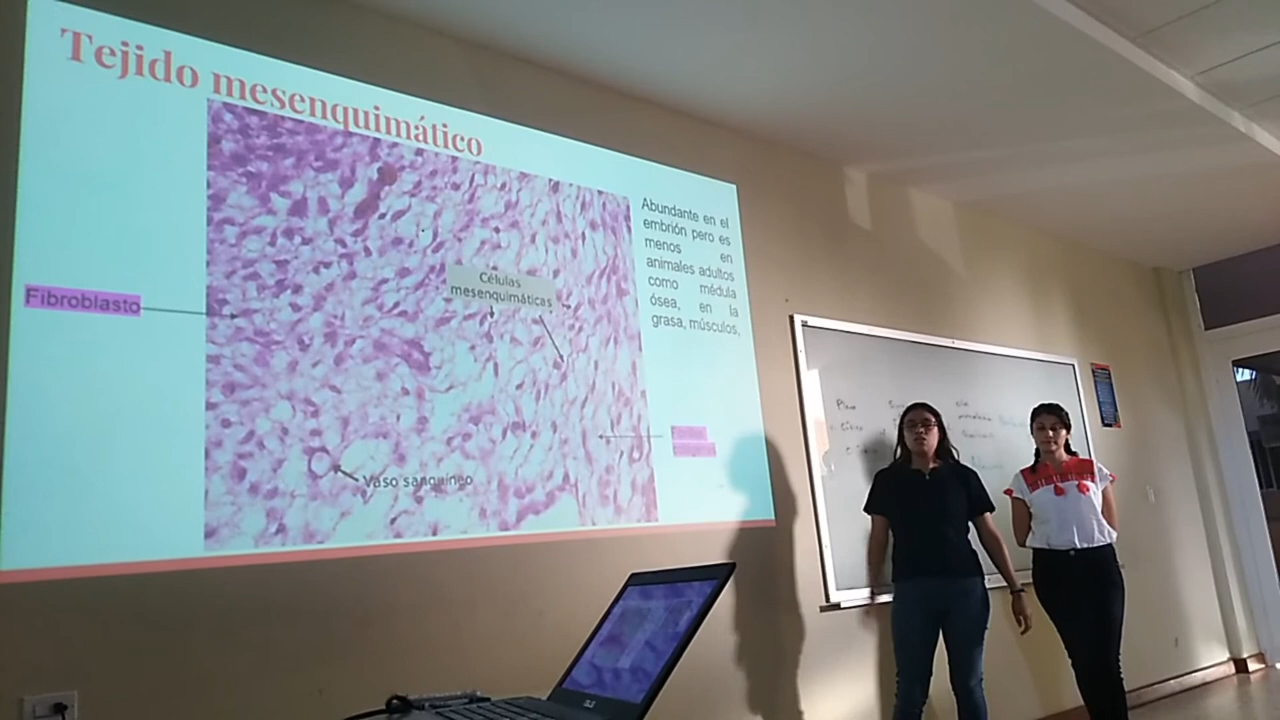 Tejido mesenquimático
Abundante en el
embrión pero es
menos en
animales adultos
como médula
ósea, en la
grasa, músculos,
Células
mesenquimáticas
Fibroblasto
Vaso sanguíneo